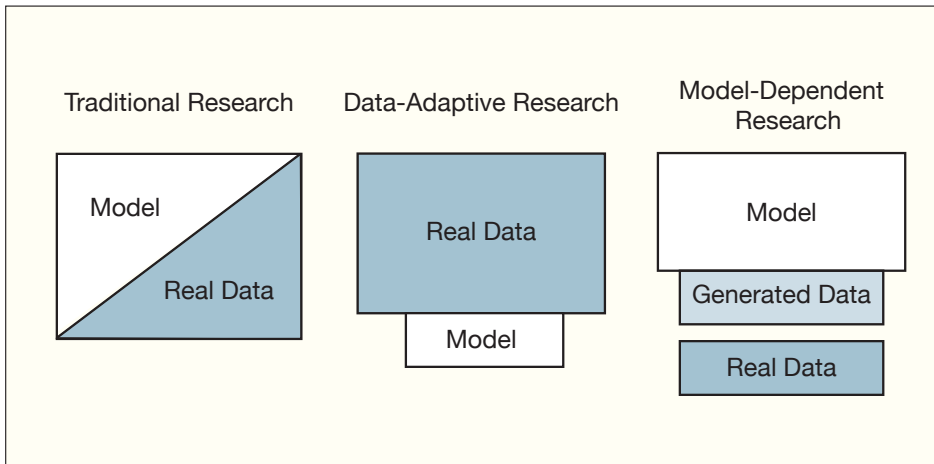 Traditional Research
Model
Real Data
Data-Adaptive Research
Real Data
Model
Model-Dependent
Research
Model
Generated Data
Real Data